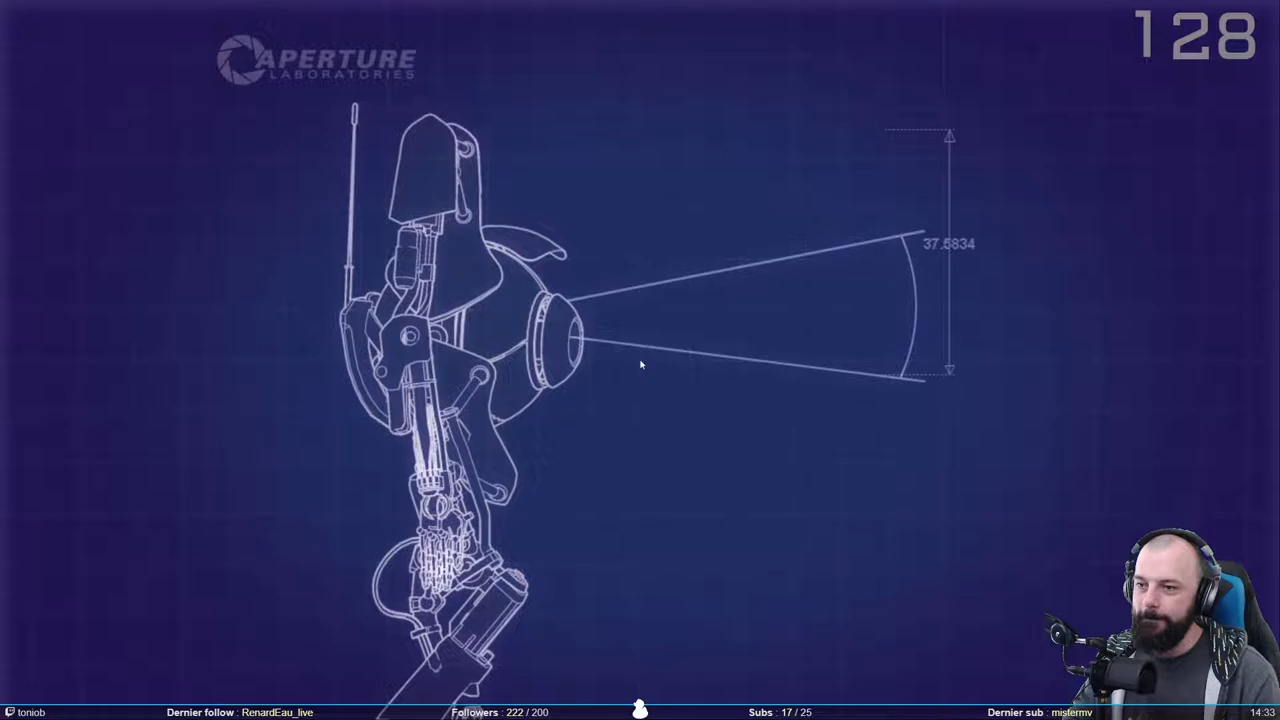 128
APERTURE
LABORATORIES
37.5834
toniob
Dernier follow : RenardEau_live
Followers : 222 / 200
Subs : 17 / 25
Dernier sub : mistermv
14:33